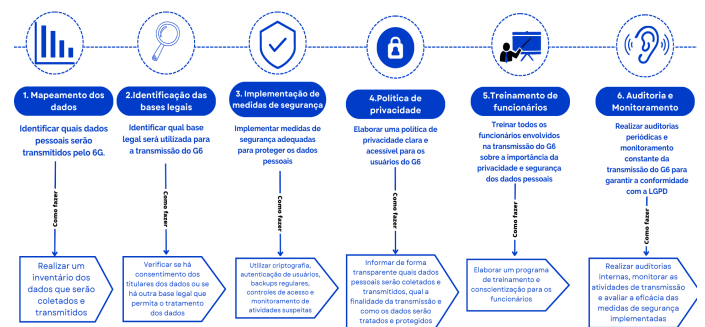 1. Mapeamento dos
dados
Identificar quais dados
pessoais serão
transmitidos pelo 6G.
Como fazer
Realizar um
inventário dos
dados que serão
coletados e
transmitidos
2.Identificação das
bases legais
Identificar qual base
legal será utilizada para
a transmissão do G6
Como fazer
Verificar se há
consentimento dos
titulares dos dados ou se
há outra base legal que
permita o tratamento
dos dados
3. Implementação de
medidas de segurança
Implementar medidas de
segurança adequadas
para proteger os dados
pessoais
Como fazer
Utilizar criptografia,
autenticação de usuários,
backups regulares,
controles de acesso e
monitoramento de
atividades suspeitas
4.Política de
privacidade
Elaborar uma política de
privacidade clara e
acessível para os
usuários do G6
Como fazer
Informar de forma
transparente quais dados
pessoais serão coletados e
transmitidos, qual a
finalidade da transmissão e
como os dados serão
tratados e protegidos
5.Treinamento de
funcionários
Treinar todos os
funcionários envolvidos
na transmissão do G6
sobre a importância da
privacidade e segurança
dos dados pessoais
Como fazer
Elaborar um programa
de treinamento e
conscientização para os
funcionários
6. Auditoria e
Monitoramento
Realizar auditorias
periódicas e
monitoramento
constante da
transmissão do G6 para
garantir a conformidade
com a LGPD
Como fazer
Realizar auditorias
internas, monitorar as
atividades de transmissão
e avaliar a eficácia das
medidas de segurança
implementadas